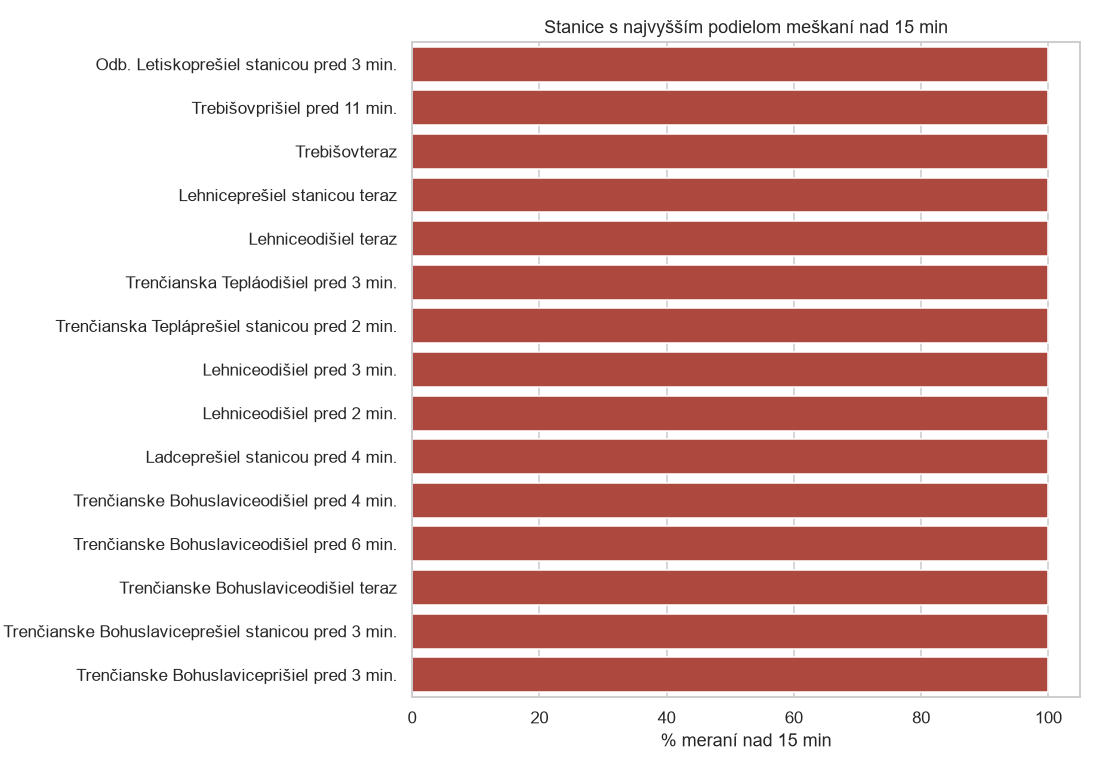 Stanice s najvyšším podielom meškaní nad 15 min
Odb. Letiskoprešiel stanicou pred 3 min.
Trebišovprišiel pred 11 min.
Trebišovteraz
Lehniceprešiel stanicou teraz
Lehniceodišiel teraz
Trenčianska Tepláodišiel pred 3 min.
Trenčianska Tepláprešiel stanicou pred 2 min.
Lehniceodišiel pred 3 min.
Lehniceodišiel pred 2 min.
Ladceprešiel stanicou pred 4 min.
Trenčianske Bohuslaviceodišiel pred 4 min.
Trenčianske Bohuslaviceodišiel pred 6 min.
Trenčianske Bohuslaviceodišiel teraz
Trenčianske Bohuslaviceprešiel stanicou pred 3 min.
Trenčianske Bohuslaviceprišiel pred 3 min.
0 20 40 60 80 100
% meraní nad 15 min